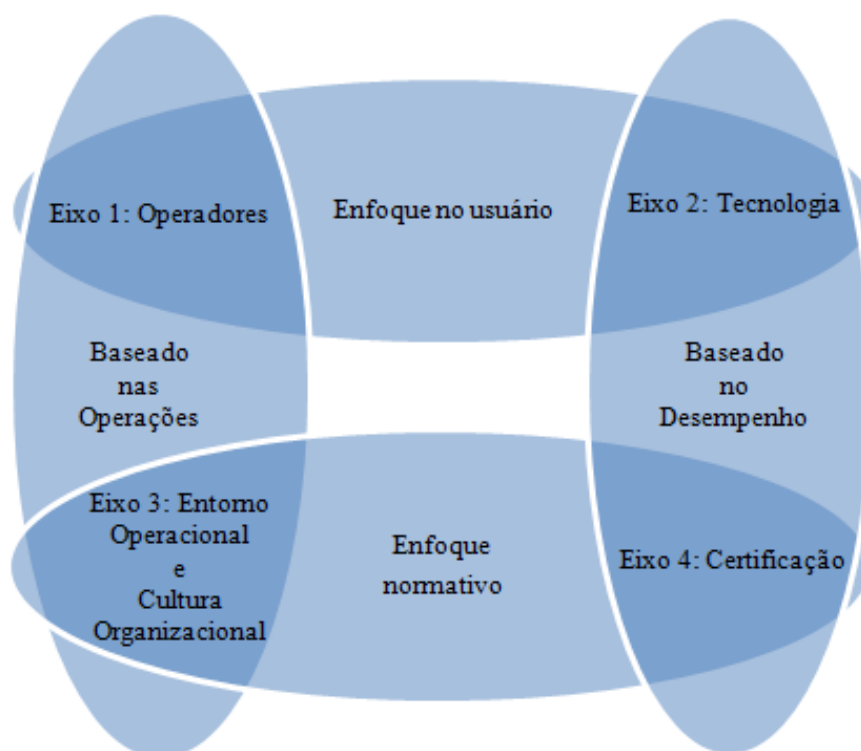 Eixo 1: Operadores
Enfoque no usuário
Eixo 2: Tecnologia
Baseado
nas
Operações
Baseado
no
Desempenho
Eixo 3: Entorno
Operacional
e
Cultura
Organizacional
Enfoque
normativo
Eixo 4: Certificação